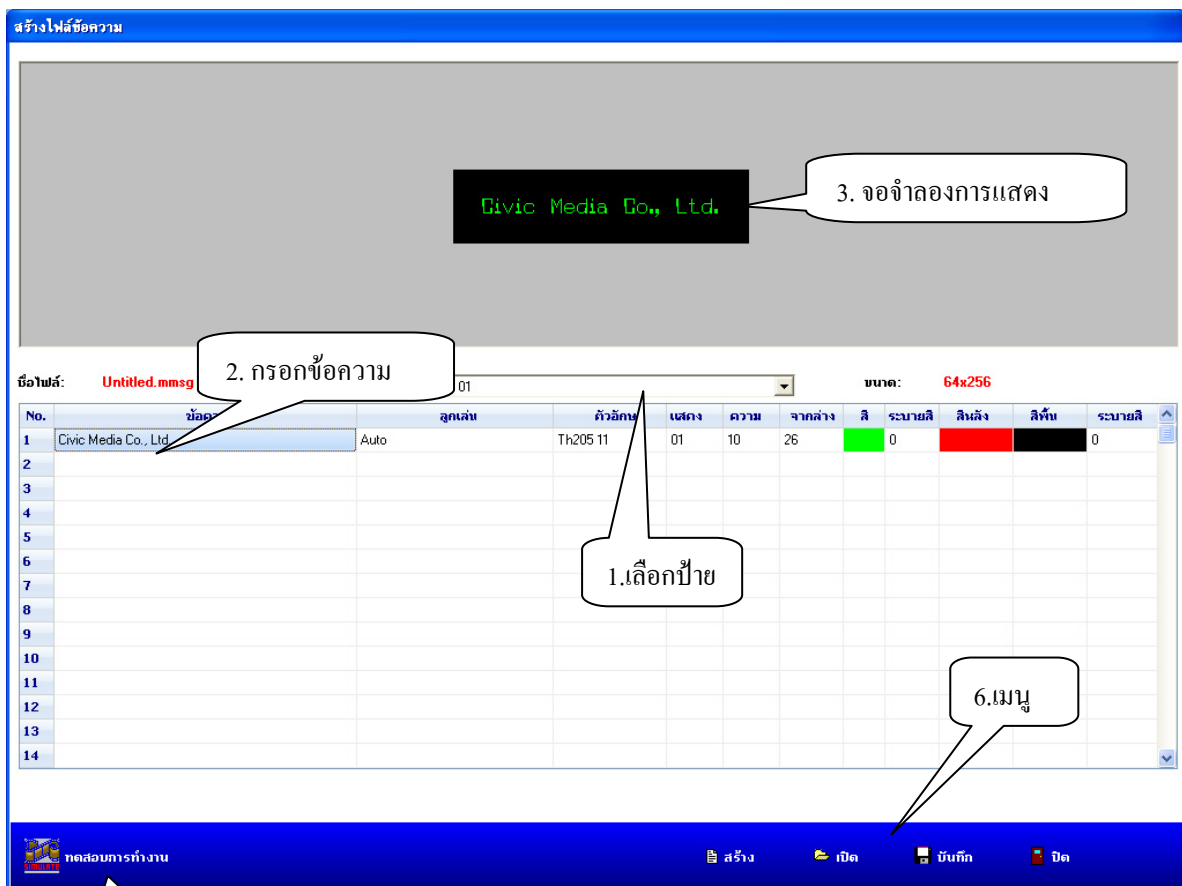 สร้างไฟล์ข้อความ
Civic Media Co., Ltd.
3. จอจำลองการแสดง
2. กรอกข้อความ
ชื่อไฟล์: Untitled.mmsg 01 ขนาด: 64x256
No. ลูกเล่น แสดง ความ จากล่าง สี ระบายสี สีหลัง สีพื้น ระบายสี
1 Civic Media Co., Ltd. Auto Th205 11 01 10 26 0 0
2
3
4
5
6
1.เลือกป้าย
7
8
9
10
11
6.เมนู
12
13
14
ทดสอบการทำงาน สร้าง เปิด บันทึก ปิด
SIMULATE